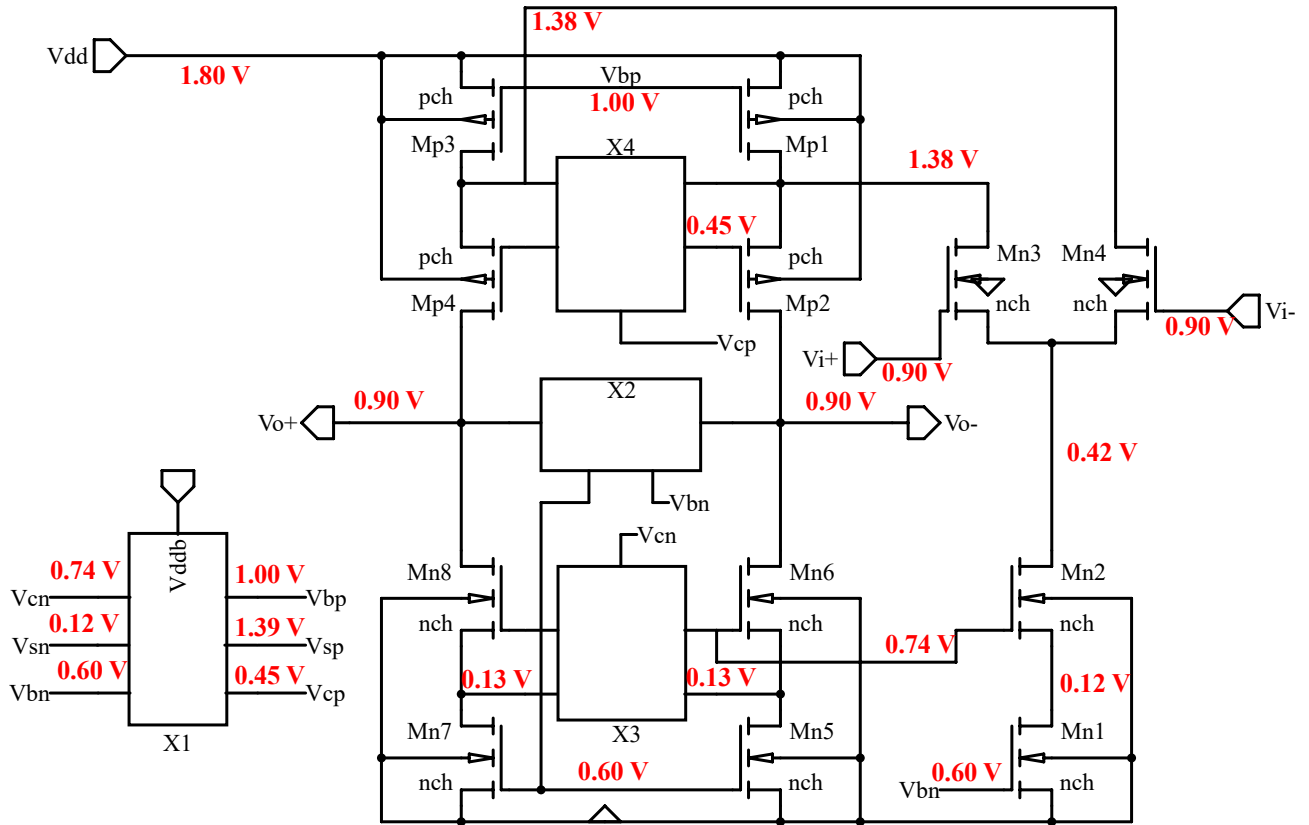 1.38 V
Vdd
1.80 V
pch
Vbp
1.00 V
pch
Mp3
X4
Mp1
1.38 V
0.45 V
pch
pch
Mn3
Mn4
Mp4
Mp2
nch
nch
Vcp
Vi+
0.90 V
0.90 V
Vi-
X2
0.90 V
0.90 V
Vo+
Vo-
0.42 V
Vbn
Vcn
Vddb
0.74 V
1.00 V
Vcn
Vbp
0.12 V
1.39 V
Vsn
Vsp
0.60 V
0.45 V
Vbn
Vcp
X1
Mn8
Mn6
Mn2
nch
nch
nch
0.74 V
0.13 V
0.13 V
0.12 V
Mn7
X3
Mn5
Mn1
nch
0.60 V
nch
Vbn
0.60 V
nch